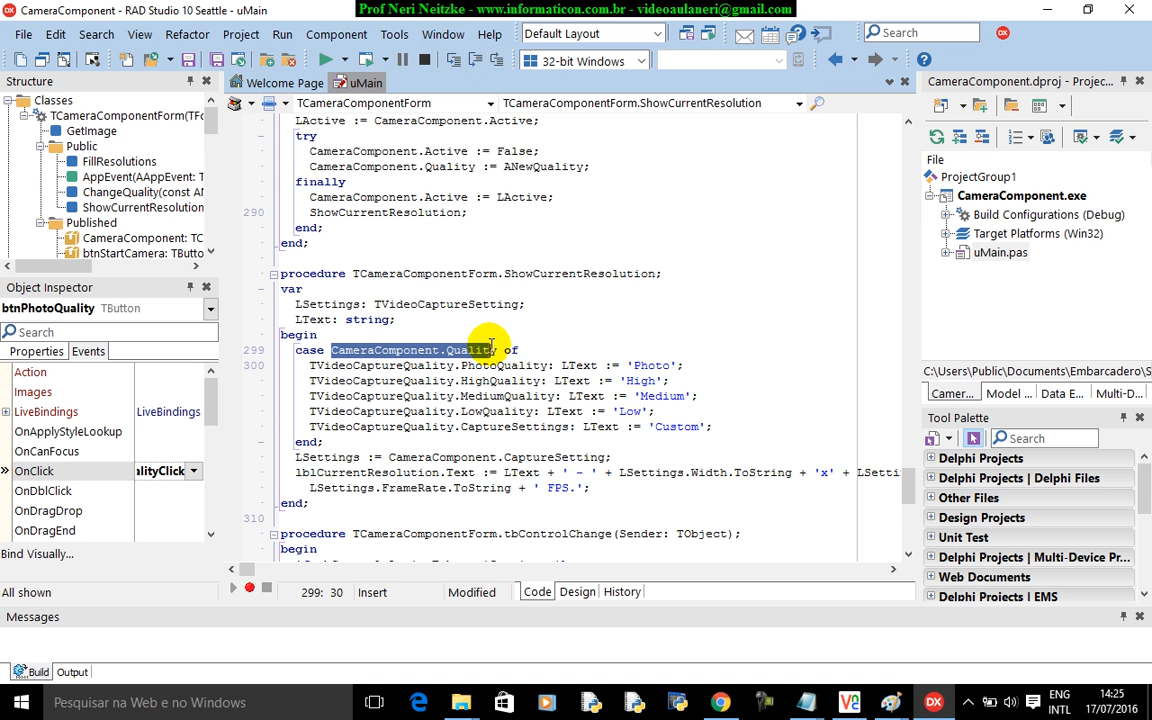 CameraComponent - RAD Studio 10 Seattle - uMain
Prof Neri Neitzke - www.informaticon.com.br - videoaulaneri@gmail.com
File Edit Search View Refactor Project Run Component Tools Window Help
Default Layout
Search
32-bit Windows
Structure
Classes
TCameraComponentForm(TFo
GetImage
Public
FillResolutions
AppEvent(AAppEvent: T
ChangeQuality(const AN
ShowCurrentResolution
Published
CameraComponent: TC
btnStartCamera: TButto
Object Inspector
btnPhotoQuality TButton
Search
Properties Events
Action
Images
LiveBindings LiveBindings
OnApplyStyleLookup
OnCanFocus
OnClick alityClick
OnDblClick
OnDragDrop
OnDragEnd
Bind Visually...
All shown
Welcome Page uMain
TCameraComponentForm TCameraComponentForm.ShowCurrentResolution
LActive := CameraComponent.Active;
try
CameraComponent.Active := False;
CameraComponent.Quality := ANewQuality;
finally
CameraComponent.Active := LActive;
290 ShowCurrentResolution;
end;
end;
procedure TCameraComponentForm.ShowCurrentResolution;
var
LSettings: TVideoCaptureSetting;
LText: string;
begin
299 case CameraComponent.Quality of
300 TVideoCaptureQuality.PhotoQuality: LText := 'Photo';
TVideoCaptureQuality.HighQuality: LText := 'High';
TVideoCaptureQuality.MediumQuality: LText := 'Medium';
TVideoCaptureQuality.LowQuality: LText := 'Low';
TVideoCaptureQuality.CaptureSettings: LText := 'Custom';
end;
LSettings := CameraComponent.CaptureSetting;
lblCurrentResolution.Text := LText + ' - ' + LSettings.Width.ToString + 'x' + LSetti
LSettings.FrameRate.ToString + ' FPS.';
end;
310
procedure TCameraComponentForm.tbControlChange(Sender: TObject);
begin
299: 30 Insert Modified Code Design History
CameraComponent.dproj - Projec...
File
ProjectGroup1
CameraComponent.exe
Build Configurations (Debug)
Target Platforms (Win32)
uMain.pas
C:\Users\Public\Documents\Embarcadero\S
Camer... Model ... Data E... Multi-D...
Tool Palette
Search
Delphi Projects
Delphi Projects | Delphi Files
Other Files
Design Projects
Unit Test
Delphi Projects | Multi-Device Pr...
Web Documents
Delphi Projects | EMS
Messages
Build Output
Pesquisar na Web e no Windows
ENG
INTL
14:25
17/07/2016